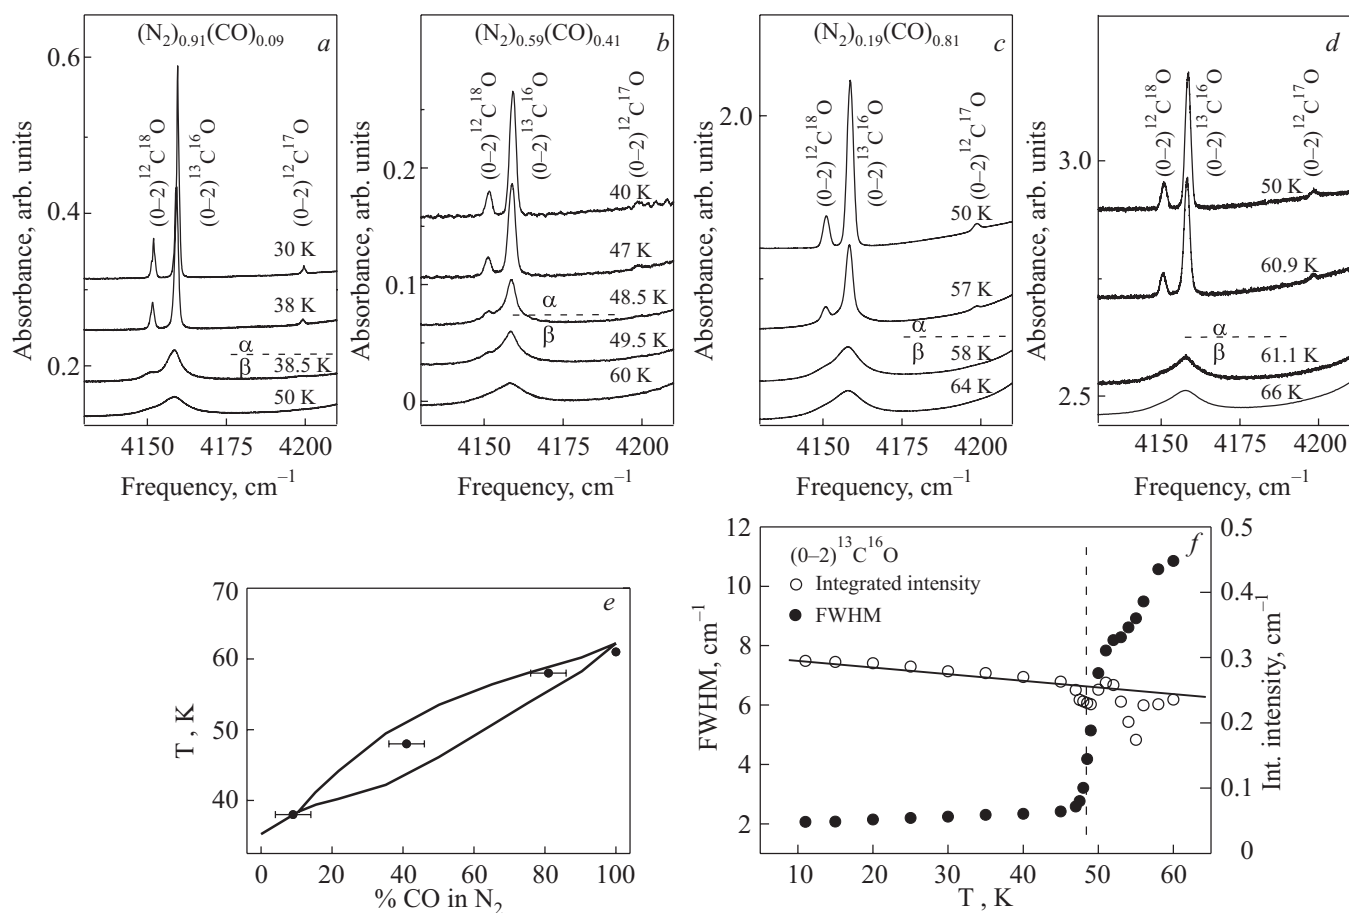 (N₂)₀.₉₁(CO)₀.₀₉ a
0.6
0.4
0.2
Absorbance, arb. units
(0–2) ¹²C¹⁸O
(0–2) ¹³C¹⁶O
(0–2) ¹²C¹⁷O
30 K
38 K
α
β
38.5 K
50 K
4150 4175 4200
Frequency, cm⁻¹
(N₂)₀.₅₉(CO)₀.₄₁ b
0.2
0.1
0
Absorbance, arb. units
(0–2) ¹²C¹⁸O
(0–2) ¹³C¹⁶O
(0–2) ¹²C¹⁷O
40 K
47 K
48.5 K
α
β
49.5 K
60 K
4150 4175 4200
Frequency, cm⁻¹
(N₂)₀.₁₉(CO)₀.₈₁ c
2.0
Absorbance, arb. units
(0–2) ¹²C¹⁸O
(0–2) ¹³C¹⁶O
(0–2) ¹²C¹⁷O
50 K
57 K
α
β
58 K
64 K
4150 4175 4200
Frequency, cm⁻¹
d
3.0
2.5
Absorbance, arb. units
(0–2) ¹²C¹⁸O
(0–2) ¹³C¹⁶O
(0–2) ¹²C¹⁷O
50 K
60.9 K
α
β
61.1 K
66 K
4150 4175 4200
Frequency, cm⁻¹
e
70
60
50
40
T , K
0 20 40 60 80 100
% CO in N₂
f
(0–2) ¹³C¹⁶O
Integrated intensity
FWHM
12
10
8
6
4
2
FWHM, cm⁻¹
0.5
0.4
0.3
0.2
0.1
0
Int. intensity, cm⁻¹
10 20 30 40 50 60
T , K